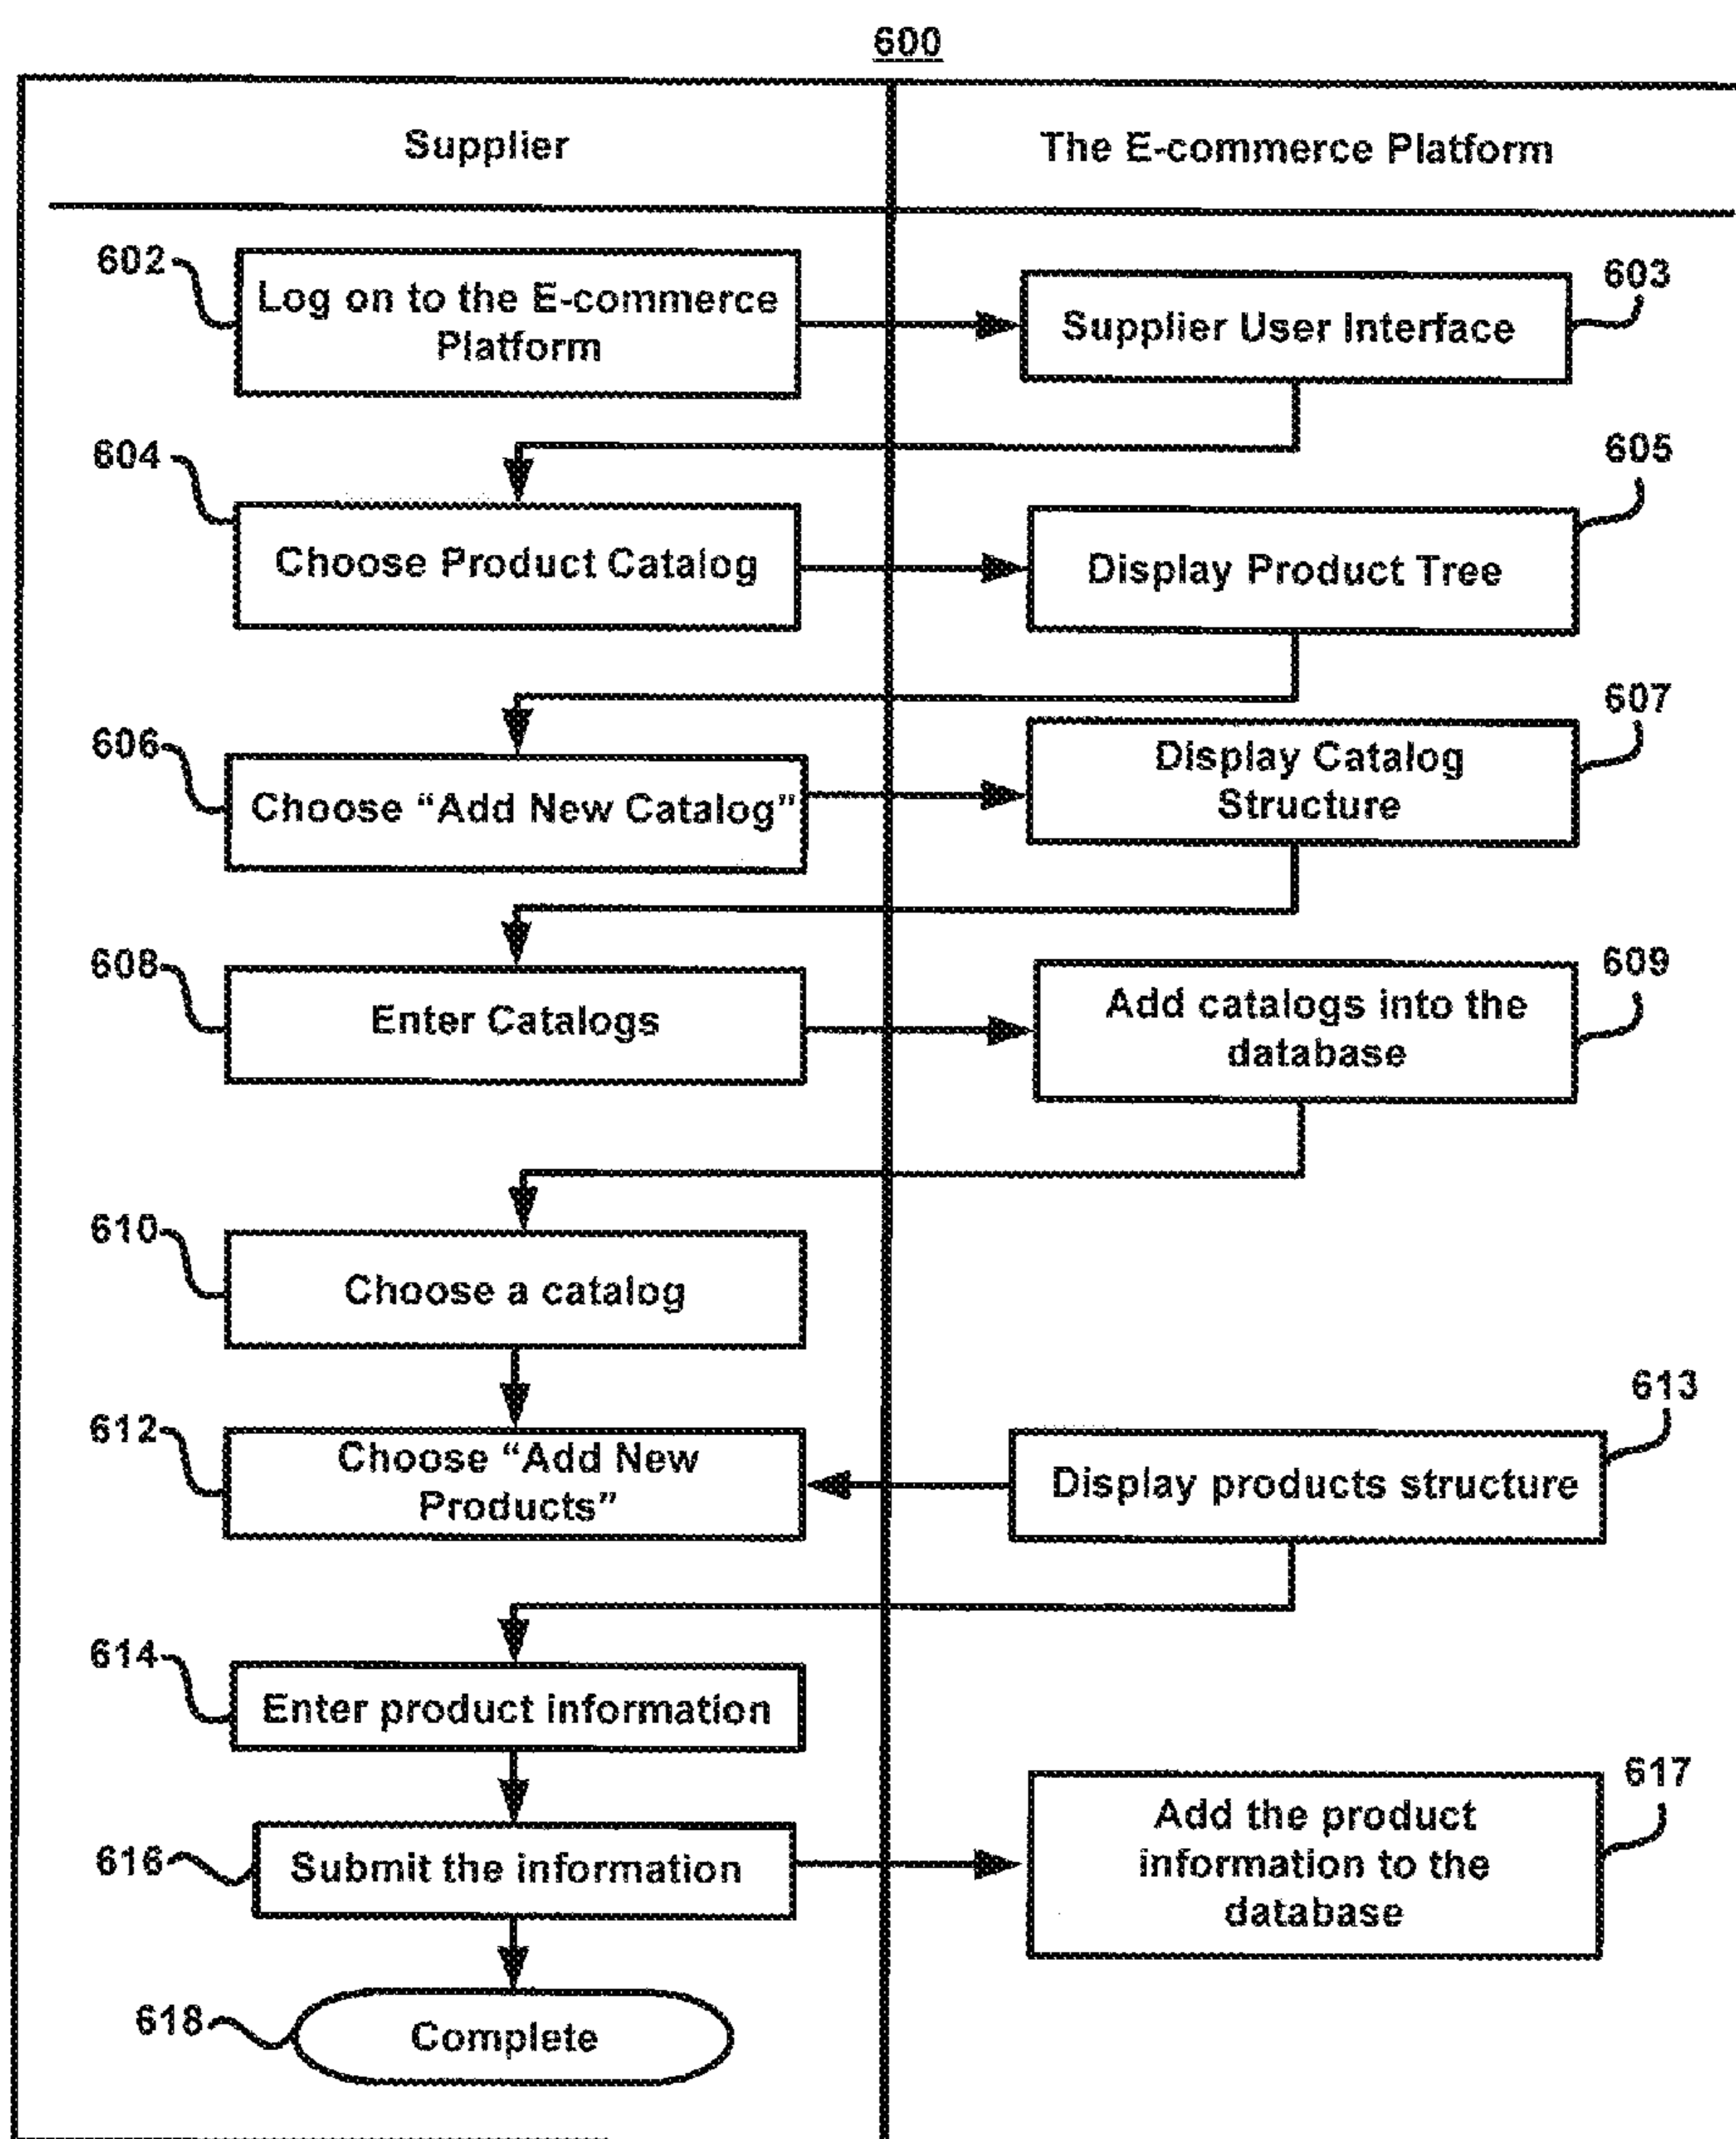 600
Supplier
The E-commerce Platform
602
Log on to the E-commerce
Platform
603
Supplier User Interface
604
Choose Product Catalog
605
Display Product Tree
606
Choose “Add New Catalog”
607
Display Catalog
Structure
608
Enter Catalogs
609
Add catalogs into the
database
610
Choose a catalog
612
Choose “Add New
Products”
613
Display products structure
614
Enter product information
616
Submit the information
617
Add the product
information to the
database
618
Complete